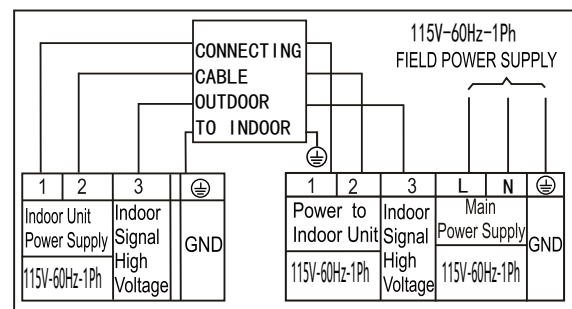 115V-60Hz-1Ph
FIELD POWER SUPPLY
CONNECTING
CABLE
OUTDOOR
TO INDOOR
1 2 3
Indoor Unit
Power Supply
115V-60Hz-1Ph
Indoor
Signal
High
Voltage
GND
1 2 3 L N
Power to
Indoor Unit
115V-60Hz-1Ph
Indoor
Signal
High
Voltage
Main
Power Supply
115V-60Hz-1Ph
GND